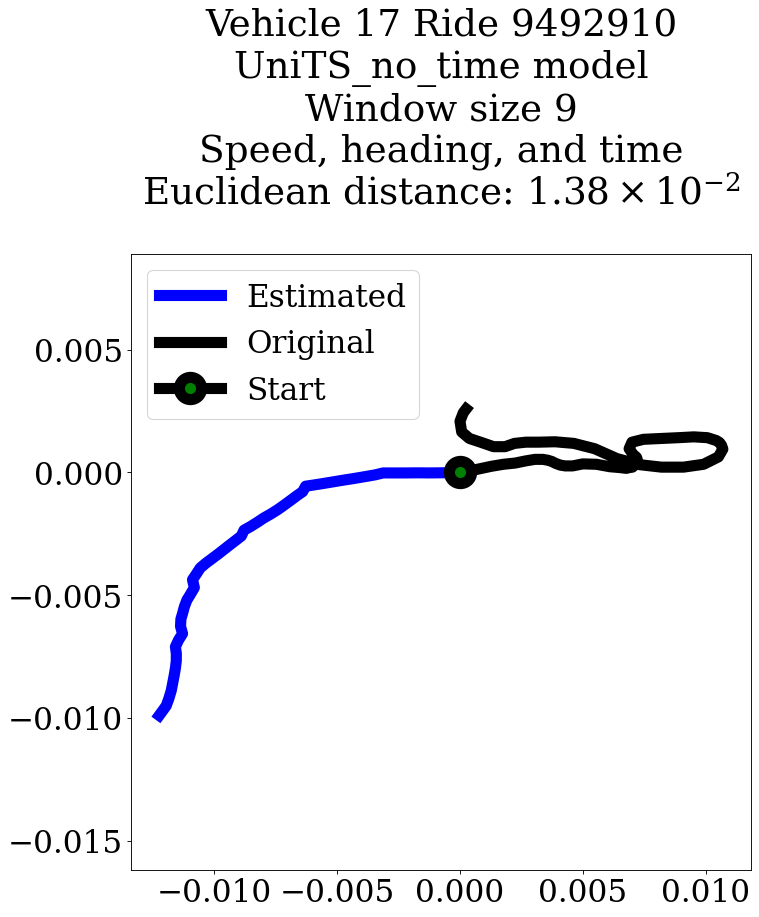 Vehicle 17 Ride 9492910
UniTS_no_time model
Window size 9
Speed, heading, and time
Euclidean distance: 1.38 × 10⁻²
Estimated
Original
Start
0.005
0.000
−0.005
−0.010
−0.015
−0.010 −0.005 0.000 0.005 0.010